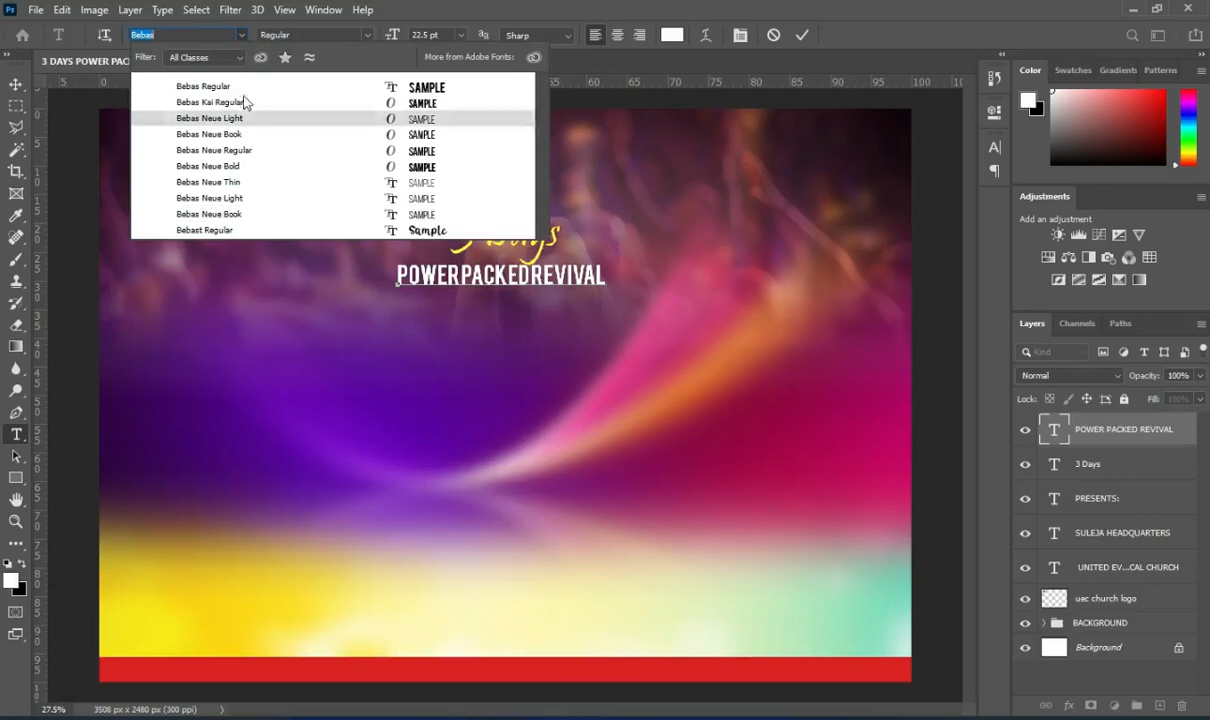 Ps File Edit Image Layer Type Select Filter 3D View Window Help
Bebas Regular 22.5 pt aa Sharp
Filter: All Classes More from Adobe Fonts:
3 DAYS POWER PAC
Bebas Regular SAMPLE
Bebas Kai Regular SAMPLE
Bebas Neue Light SAMPLE
Bebas Neue Book SAMPLE
Bebas Neue Regular SAMPLE
Bebas Neue Bold SAMPLE
Bebas Neue Thin SAMPLE
Bebas Neue Light SAMPLE
Bebas Neue Book SAMPLE
Bebast Regular Sample
POWER PACKED REVIVAL
Color Swatches Gradients Patterns
Adjustments
Add an adjustment
Layers Channels Paths
Kind
Normal Opacity: 100%
Lock: Fill: 100%
POWER PACKED REVIVAL
3 Days
PRESENTS:
SULEJA HEADQUARTERS
UNITED EV...CAL CHURCH
uec church logo
BACKGROUND
Background
27.5% 3508 px x 2480 px (300 ppi)